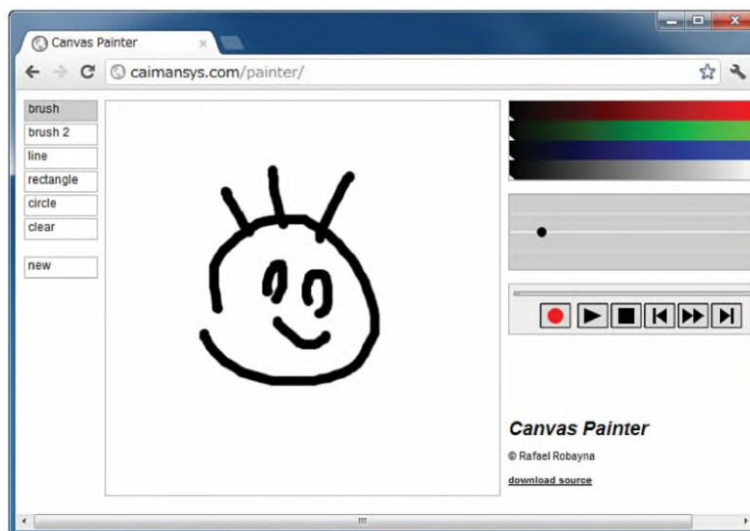 Canvas Painter
caimansys.com/painter/
brush
brush 2
line
rectangle
circle
clear
new
Canvas Painter
© Rafael Robayna
download source